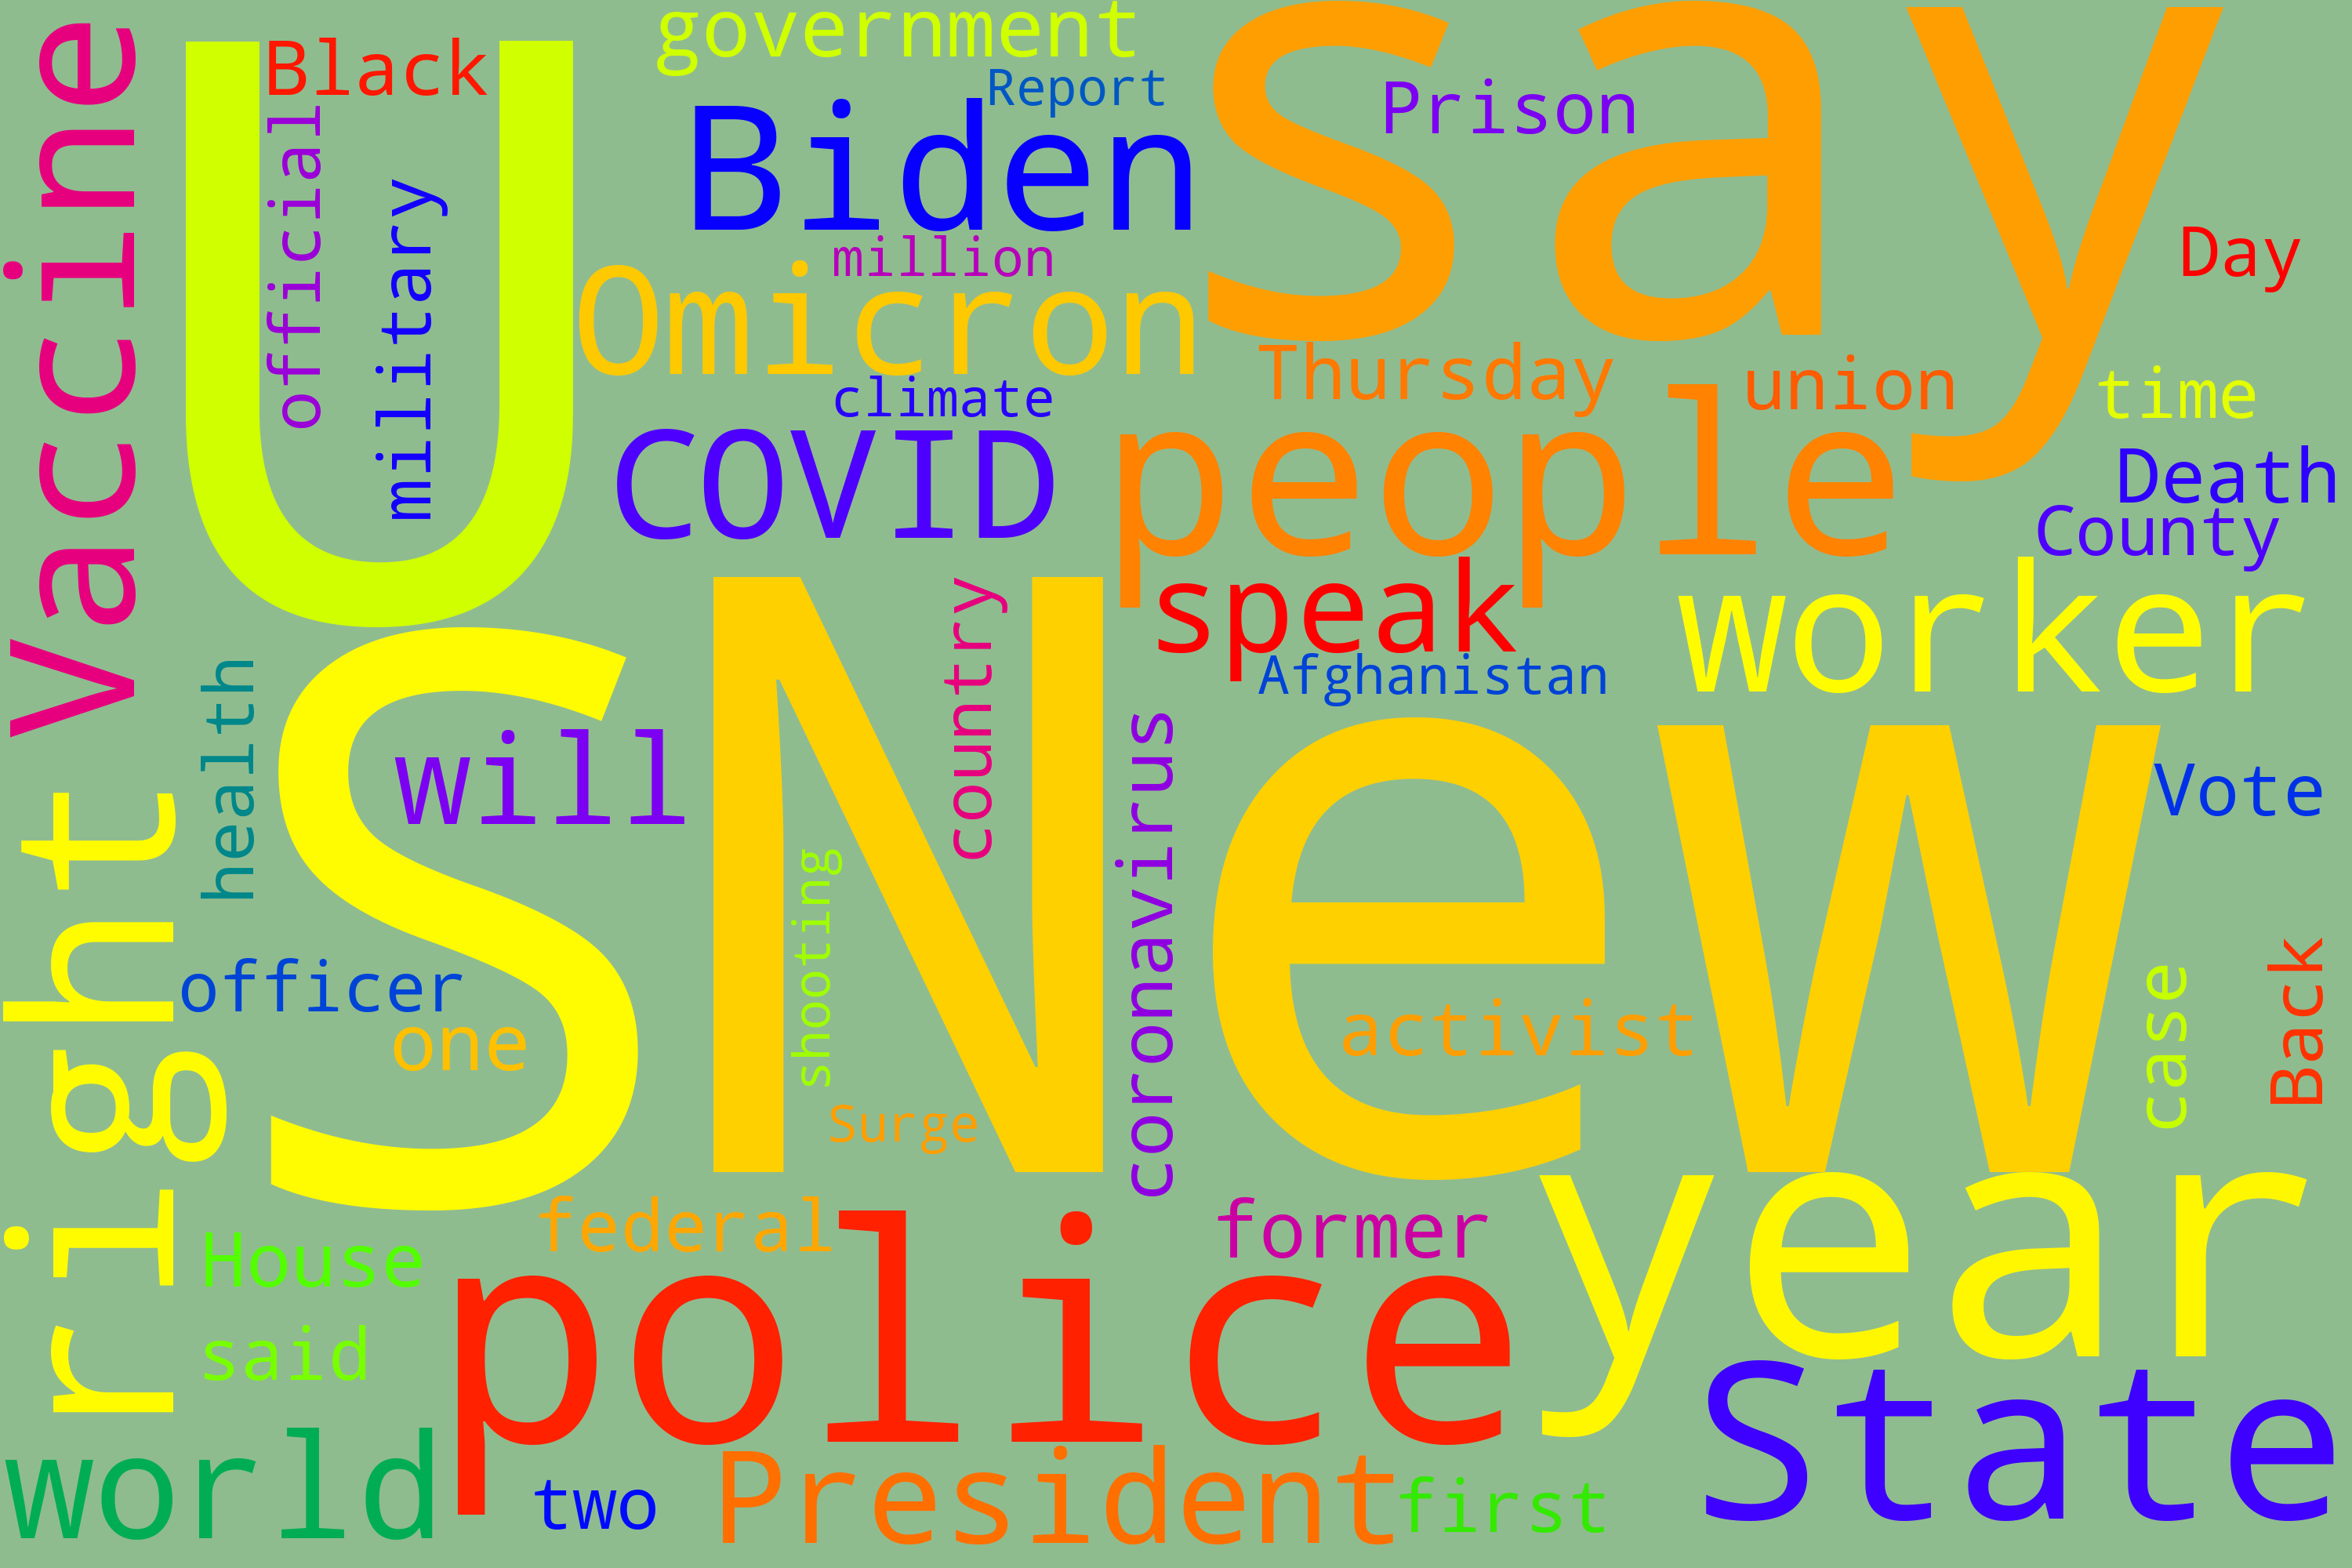 government
say
Vaccine
U
Black
Report
Prison
Biden
official
military
million
Day
Omicron
Thursday
climate
union
time
COVID
people
Death
County
speak
worker
country
Afghanistan
S
N
e
w
health
will
coronavirus
Vote
right
shooting
officer
one
activist
case
Back
Surge
federal
former
year
House
police
said
State
world
two
President
first